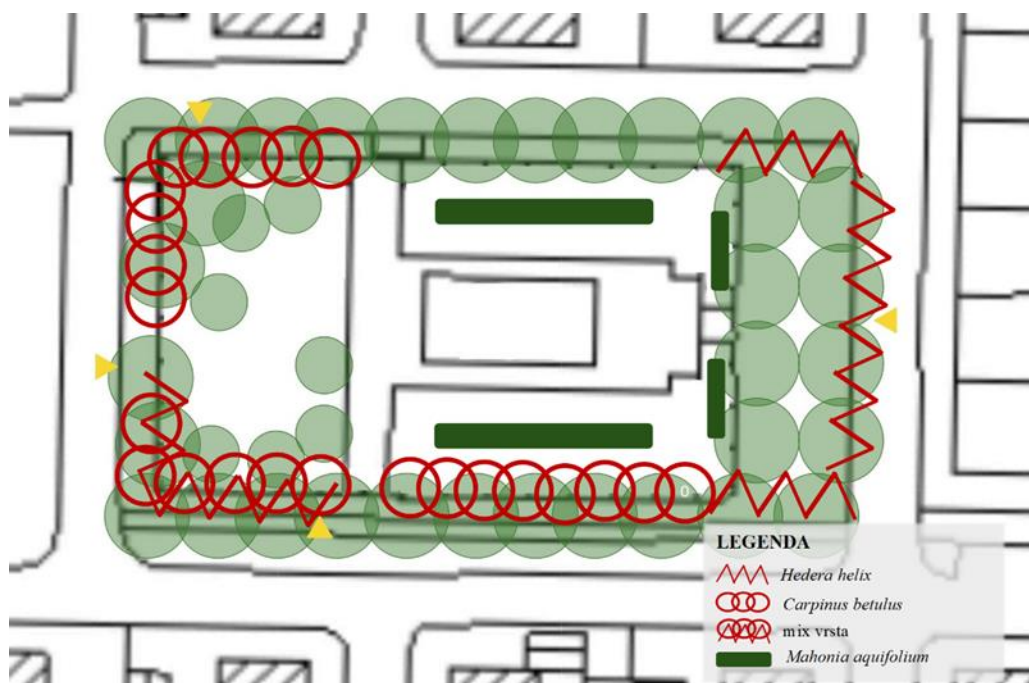 LEGENDA
Hedera helix
Carpinus betulus
mix vrsta
Mahonia aquifolium